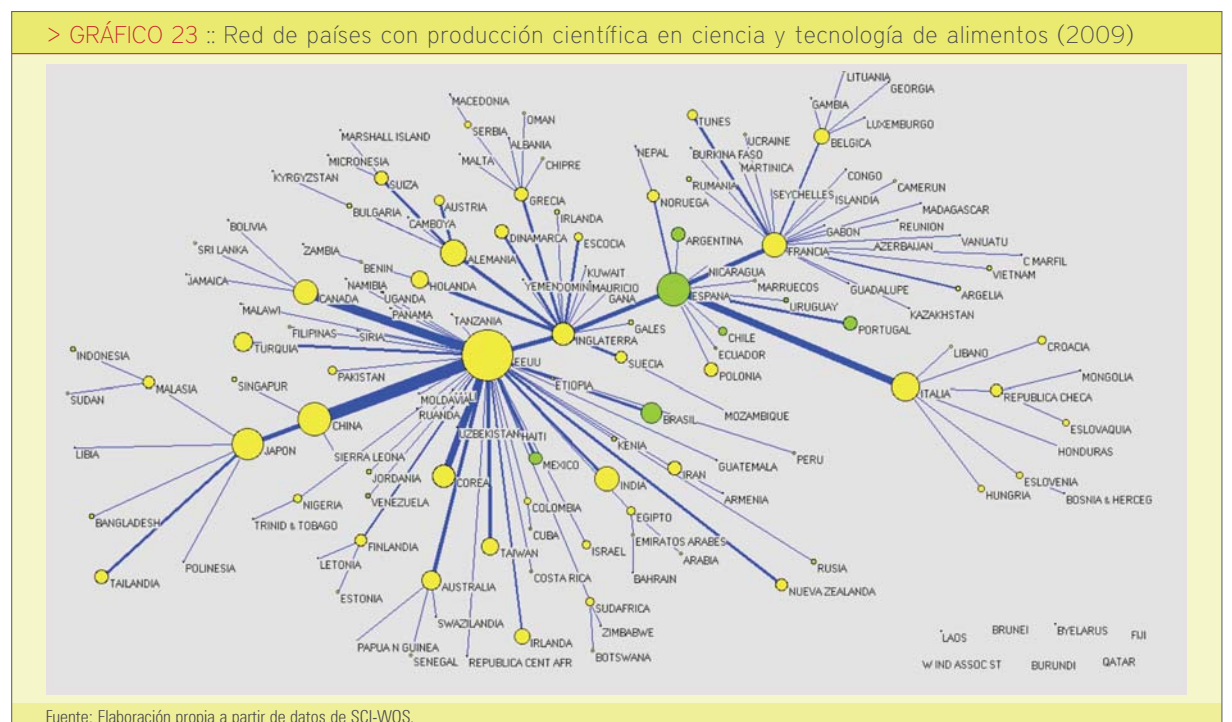 > GRÁFICO 23 :: Red de países con producción científica en ciencia y tecnología de alimentos (2009)
LITUANIA
GEORGIA
GAMBIA
LUXEMBURGO
BELGICA
MACEDONIA
OMAN
SERBIA
ALBANIA
MALTA
CHIPRE
GRECIA
MARSHALL ISLAND
MICRONESIA
SUIZA
KYRGYZSTAN
BULGARIA
AUSTRIA
CAMBOYA
ALEMANIA
TUNES
UCRAINE
BURKINA FASO
MARTINICA
RUMANIA
NEPAL
NORUEGA
SEYCHELLES
CONGO
ISLANDIA
CAMERUN
MADAGASCAR
REUNION
GABON
AZERBAIJAN
VANUATU
C MARFIL
VIETNAM
ARGELIA
FRANCIA
GUADALUPE
KAZAKHSTAN
IRLANDA
DINAMARCA
ESCOCIA
ARGENTINA
BOLIVIA
SRI LANKA
JAMAICA
CANADA
ZAMBIA
BENIN
HOLANDA
NAMIBIA
UGANDA
PANAMA
KUWAIT
YEMEN
DOMINI
MAURICIO
GANA
NICARAGUA
ESPANA
MARRUECOS
URUGUAY
PORTUGAL
CHILE
ECUADOR
POLONIA
MALAWI
FILIPINAS
SIRIA
TANZANIA
TURQUIA
INGLATERRA
GALES
SUECIA
EEUU
INDONESIA
MALASIA
SUDAN
SINGAPUR
PAKISTAN
ETIOPIA
MOZAMBIQUE
LIBANO
CROACIA
ITALIA
MONGOLIA
REPUBLICA CHECA
ESLOVAQUIA
HONDURAS
ESLOVENIA
HUNGRIA
BOSNIA & HERCEG
CHINA
MOLDAVIA
LI
RUANDA
BRASIL
JAPON
LIBIA
UZBEKISTAN
HAITI
KENIA
PERU
GUATEMALA
SIERRA LEONA
MEXICO
JORDANIA
COREA
INDIA
IRAN
ARMENIA
VENEZUELA
NIGERIA
TRINID & TOBAGO
COLOMBIA
EGIPTO
BANGLADESH
CUBA
EMIRATOS ARABES
FINLANDIA
TAIWAN
ISRAEL
ARABIA
LETONIA
POLINESIA
TAILANDIA
COSTA RICA
BAHRAIN
RUSIA
NUEVA ZEALANDA
ESTONIA
AUSTRALIA
SUDAFRICA
SWAZILANDIA
ZIMBABWE
IRLANDA
PAPUA N GUINEA
SENEGAL
REPUBLICA CENT AFR
BOTSWANA
LAOS
BRUNEI
BYELARUS
FIJI
W IND ASSOC ST
BURUNDI
QATAR
Fuente: Elaboración propia a partir de datos de SCI-WOS.